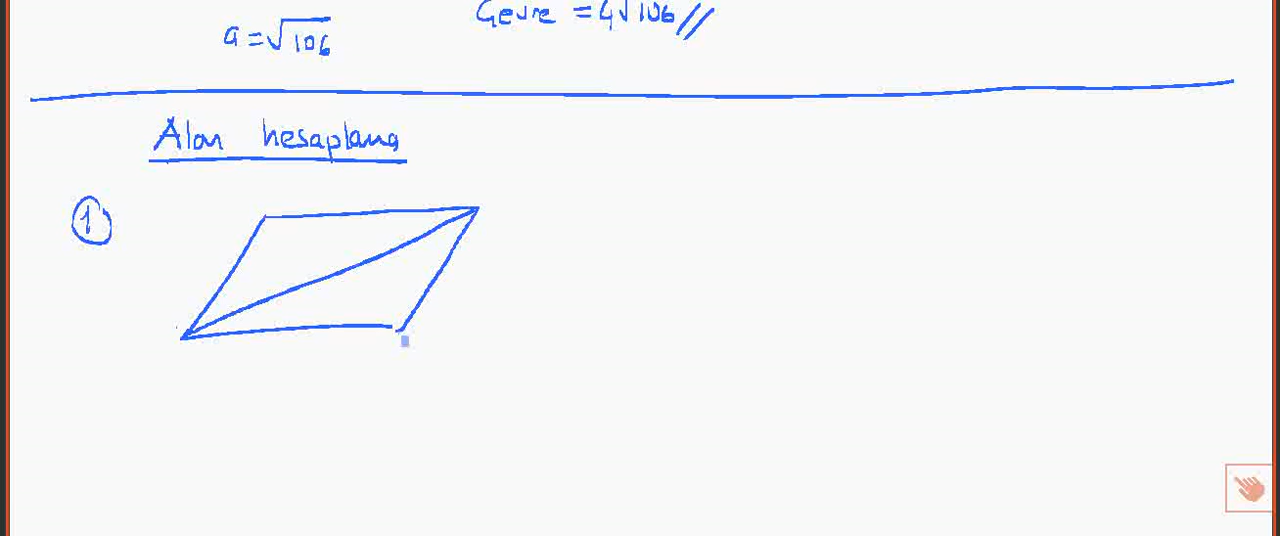 Çevre = 4√106 //
a = √106
Alan hesaplama
1